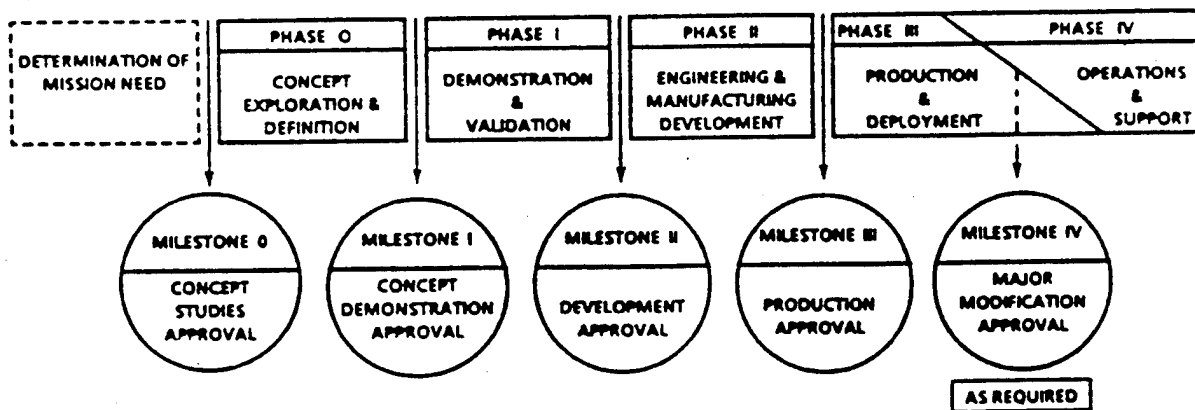 DETERMINATION OF
MISSION NEED
PHASE 0
CONCEPT
EXPLORATION &
DEFINITION
PHASE I
DEMONSTRATION
&
VALIDATION
PHASE II
ENGINEERING &
MANUFACTURING
DEVELOPMENT
PHASE III
PRODUCTION
&
DEPLOYMENT
PHASE IV
OPERATIONS
&
SUPPORT
MILESTONE 0
CONCEPT
STUDIES
APPROVAL
MILESTONE I
CONCEPT
DEMONSTRATION
APPROVAL
MILESTONE II
DEVELOPMENT
APPROVAL
MILESTONE III
PRODUCTION
APPROVAL
MILESTONE IV
MAJOR
MODIFICATION
APPROVAL
AS REQUIRED